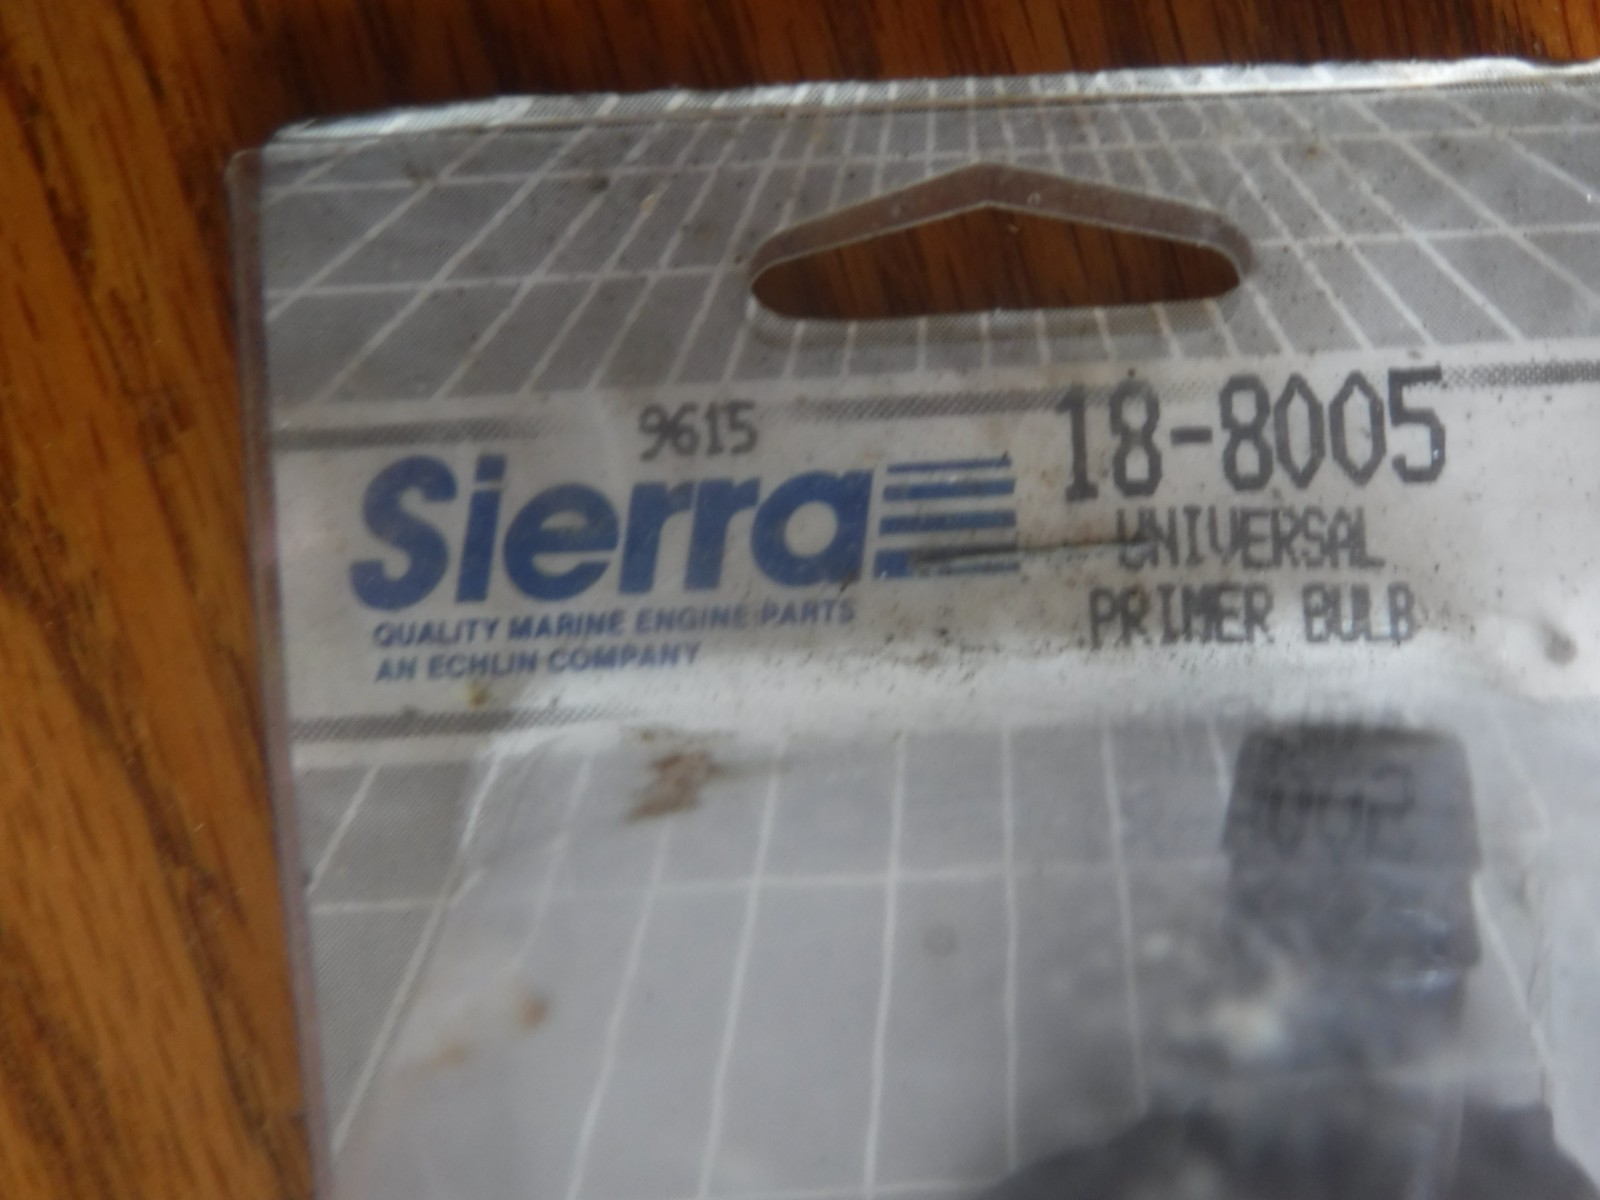 9615
Sierra
QUALITY MARINE ENGINE PARTS
AN ECHLIN COMPANY
18-8005
UNIVERSAL
PRIMER BULB